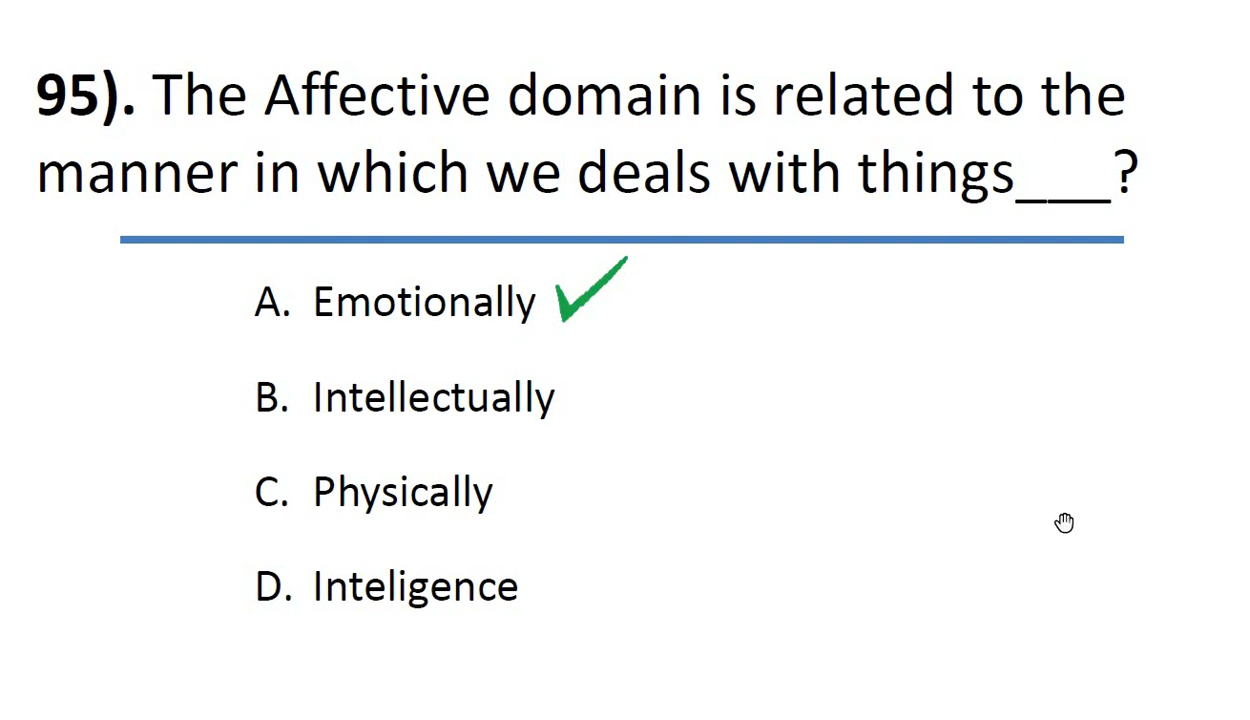 95). The Affective domain is related to the
manner in which we deals with things___?
A. Emotionally
B. Intellectually
C. Physically
D. Inteligence